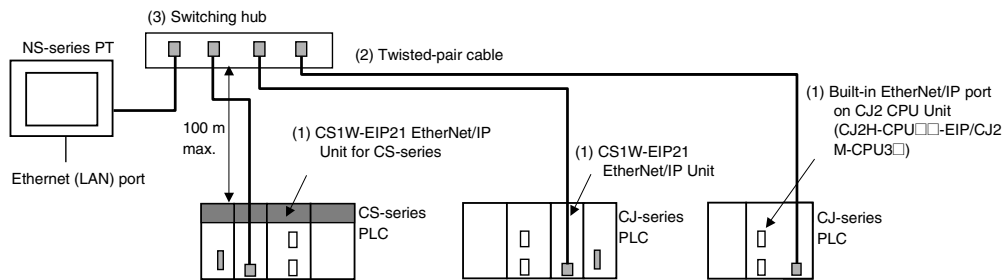 (3) Switching hub
NS-series PT
(2) Twisted-pair cable
(1) Built-in EtherNet/IP port
on CJ2 CPU Unit
(CJ2H-CPU□□-EIP/CJ2
M-CPU3□)
100 m
max.
(1) CS1W-EIP21 EtherNet/IP
Unit for CS-series
(1) CS1W-EIP21
EtherNet/IP Unit
Ethernet (LAN) port
CS-series
PLC
CJ-series
PLC
CJ-series
PLC